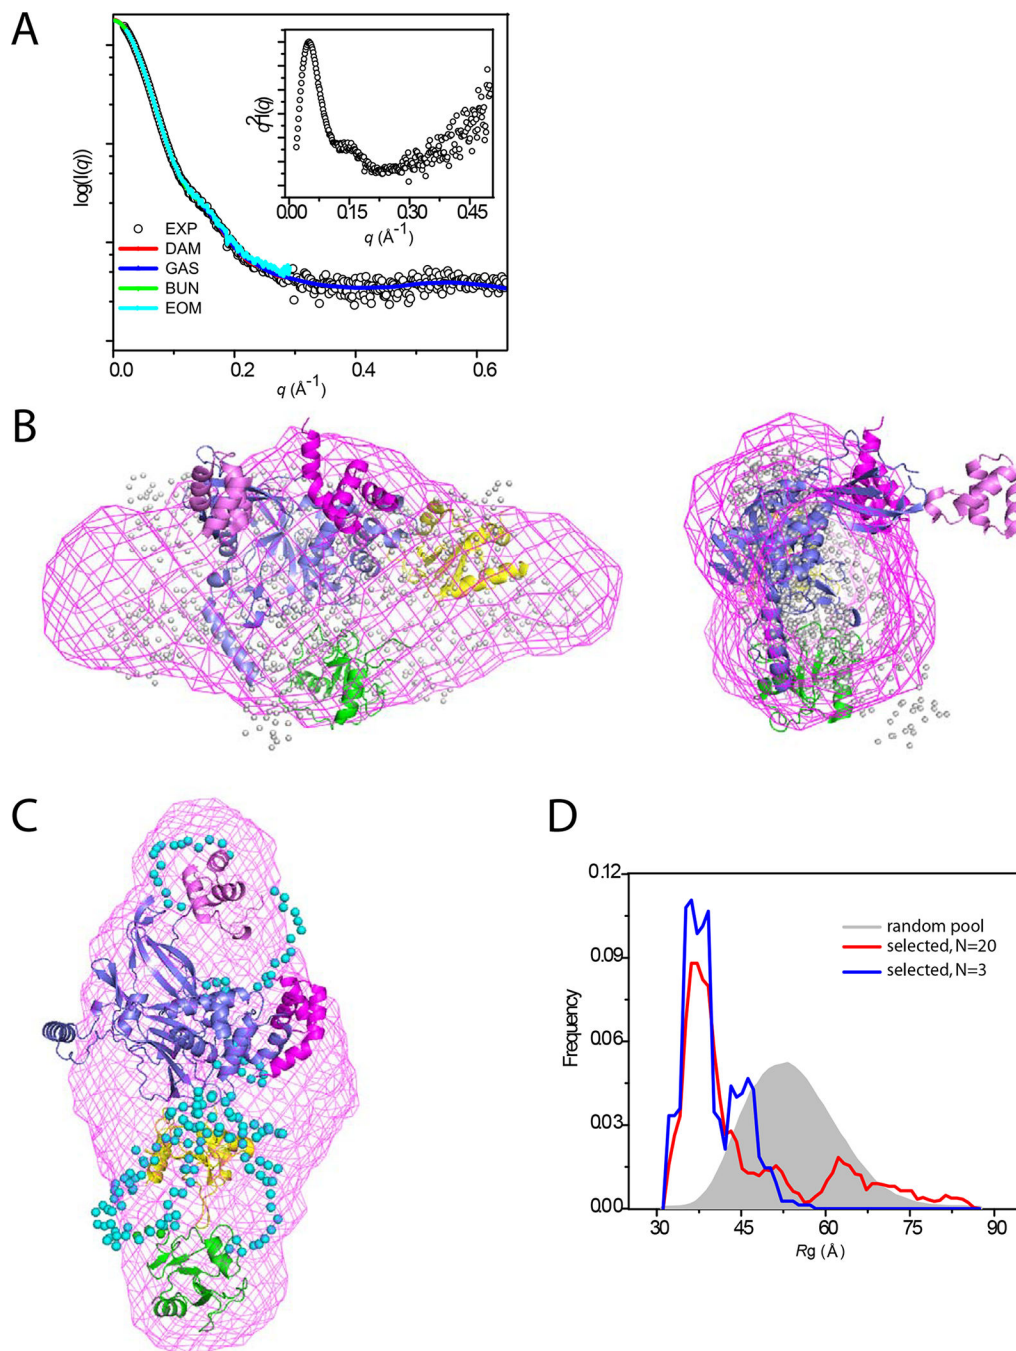 A
log(I(q))
q²I(q)
0.00 0.15 0.30 0.45
q (Å⁻¹)
EXP
DAM
GAS
BUN
EOM
0.0 0.2 0.4 0.6
q (Å⁻¹)
B
C
D
0.12
0.09
0.06
0.03
0.00
Frequency
random pool
selected, N=20
selected, N=3
30 45 60 75 90
Rg (Å)